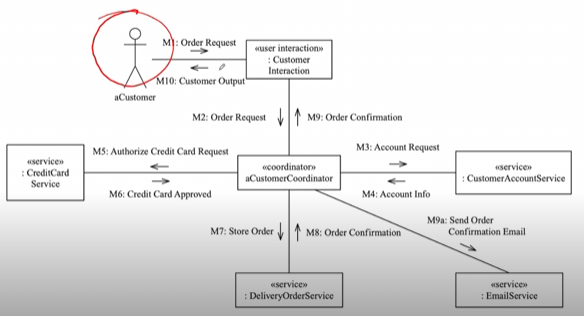 M1: Order Request
M10: Customer Output
aCustomer
«user interaction»
: Customer
Interaction
M2: Order Request
M9: Order Confirmation
M5: Authorize Credit Card Request
M3: Account Request
«service»
: CreditCard
Service
«coordinator»
aCustomerCoordinator
«service»
: CustomerAccountService
M6: Credit Card Approved
M4: Account Info
M9a: Send Order
Confirmation Email
M7: Store Order
M8: Order Confirmation
«service»
: DeliveryOrderService
«service»
: EmailService